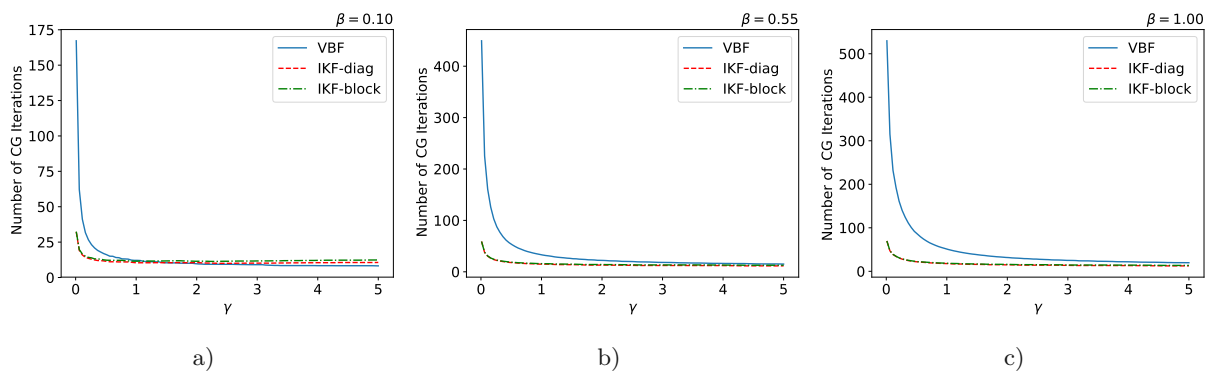 β = 0.10
175
150
125
100
75
50
25
0
Number of CG Iterations
VBF
IKF-diag
IKF-block
0 1 2 3 4 5
γ
a)
β = 0.55
400
300
200
100
0
Number of CG Iterations
VBF
IKF-diag
IKF-block
0 1 2 3 4 5
γ
b)
β = 1.00
500
400
300
200
100
0
Number of CG Iterations
VBF
IKF-diag
IKF-block
0 1 2 3 4 5
γ
c)